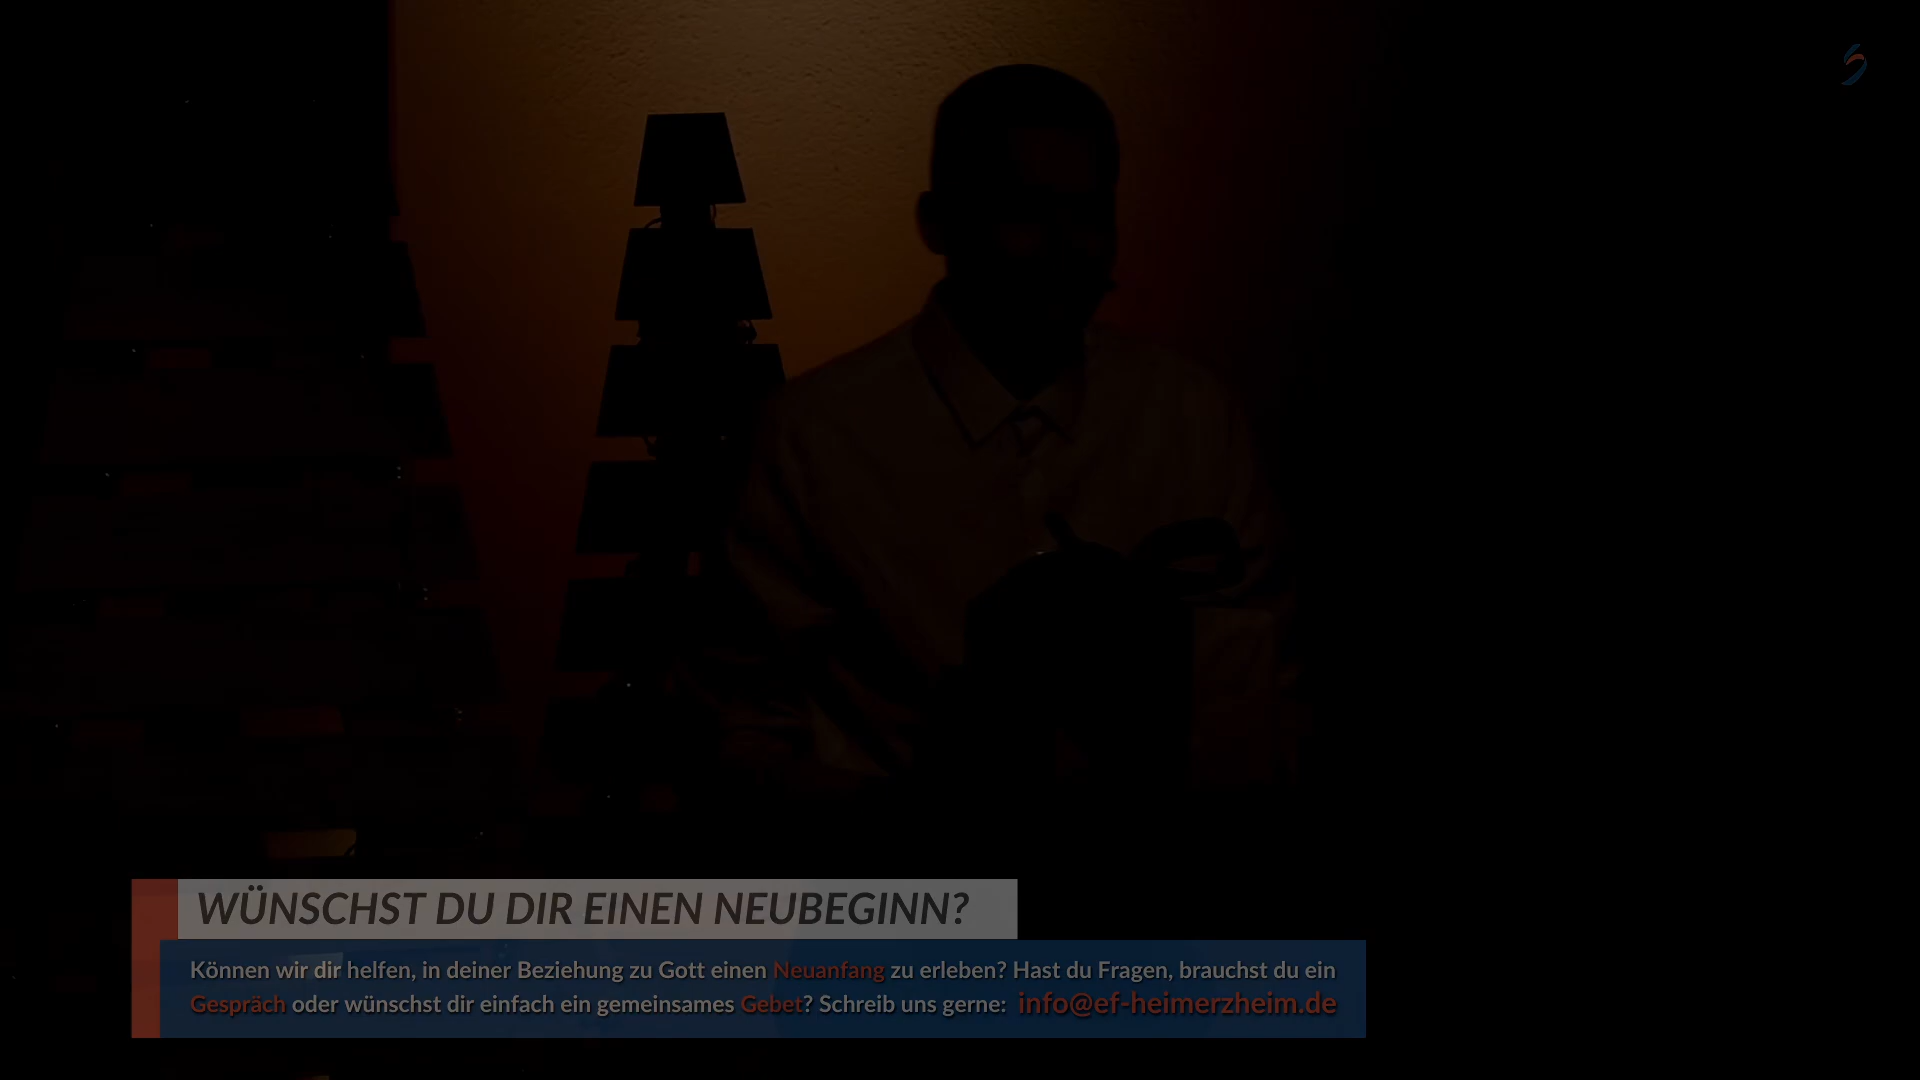 WÜNSCHST DU DIR EINEN NEUBEGINN?
Können wir dir helfen, in deiner Beziehung zu Gott einen Neuanfang zu erleben? Hast du Fragen, brauchst du ein
Gespräch oder wünschst dir einfach ein gemeinsames Gebet? Schreib uns gerne: info@ef-heimerzheim.de